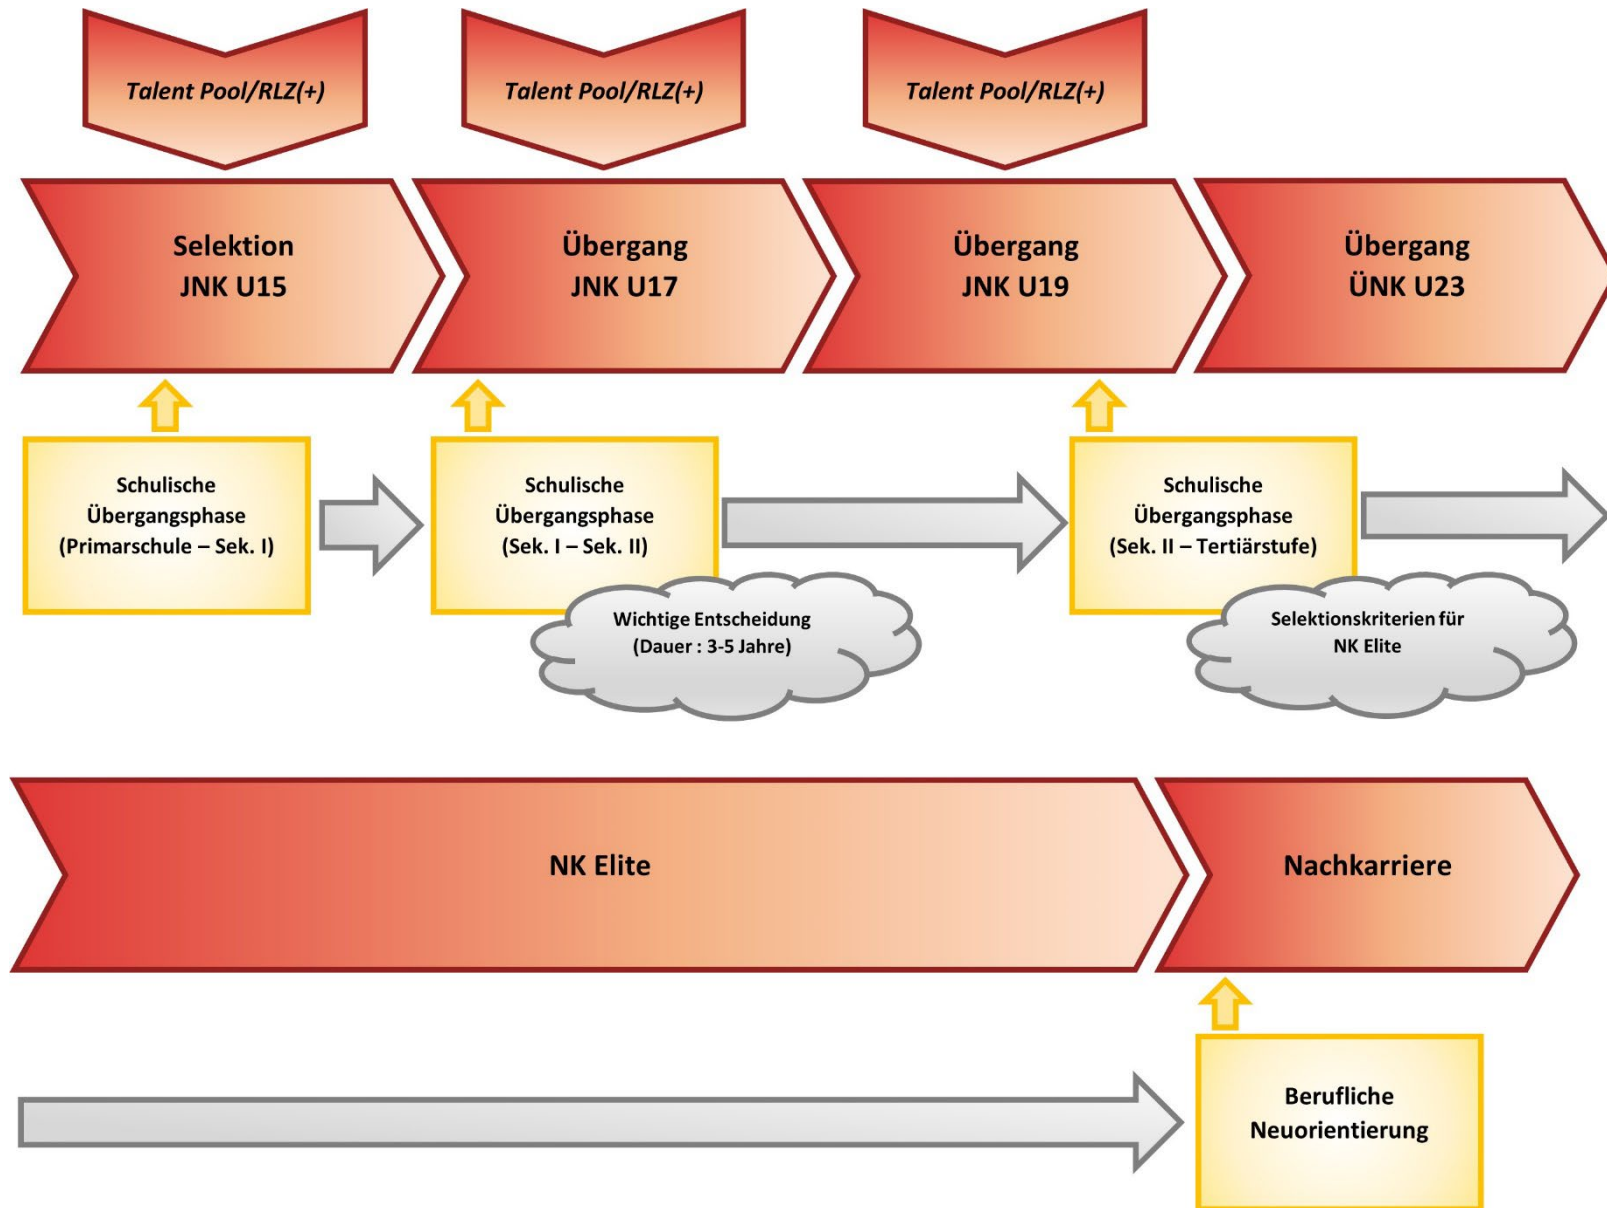 Talent Pool/RLZ(+)
Talent Pool/RLZ(+)
Talent Pool/RLZ(+)
Selektion
JNK U15
Übergang
JNK U17
Übergang
JNK U19
Übergang
ÜNK U23
Schulische
Übergangsphase
(Primarschule – Sek. I)
Schulische
Übergangsphase
(Sek. I – Sek. II)
Wichtige Entscheidung
(Dauer : 3-5 Jahre)
Schulische
Übergangsphase
(Sek. II – Tertiärstufe)
Selektionskriterien für
NK Elite
NK Elite
Nachkarriere
Berufliche
Neuorientierung